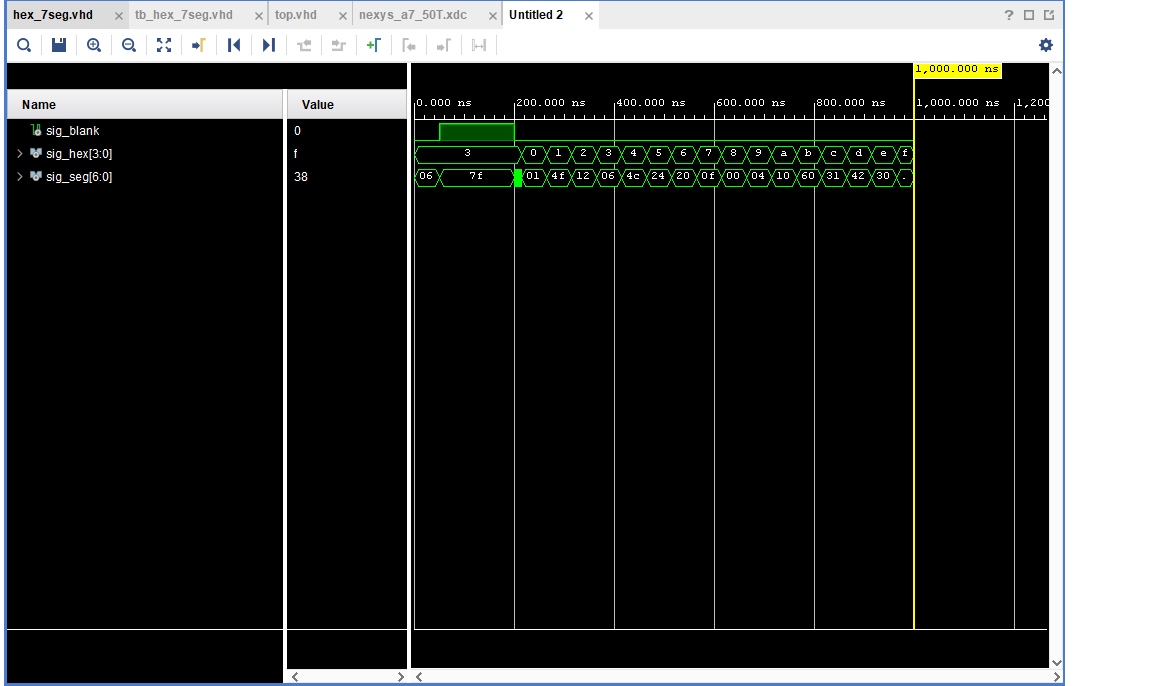 hex_7seg.vhd tb_hex_7seg.vhd top.vhd nexys_a7_50T.xdc Untitled 2 ?
1,000.000 ns
Name Value 0.000 ns 200.000 ns 400.000 ns 600.000 ns 800.000 ns 1,000.000 ns 1,200
sig_blank 0
sig_hex[3:0] f 3 0 1 2 3 4 5 6 7 8 9 a b c d e f
sig_seg[6:0] 38 06 7f 01 4f 12 06 4c 24 20 0f 00 04 10 60 31 42 30 .